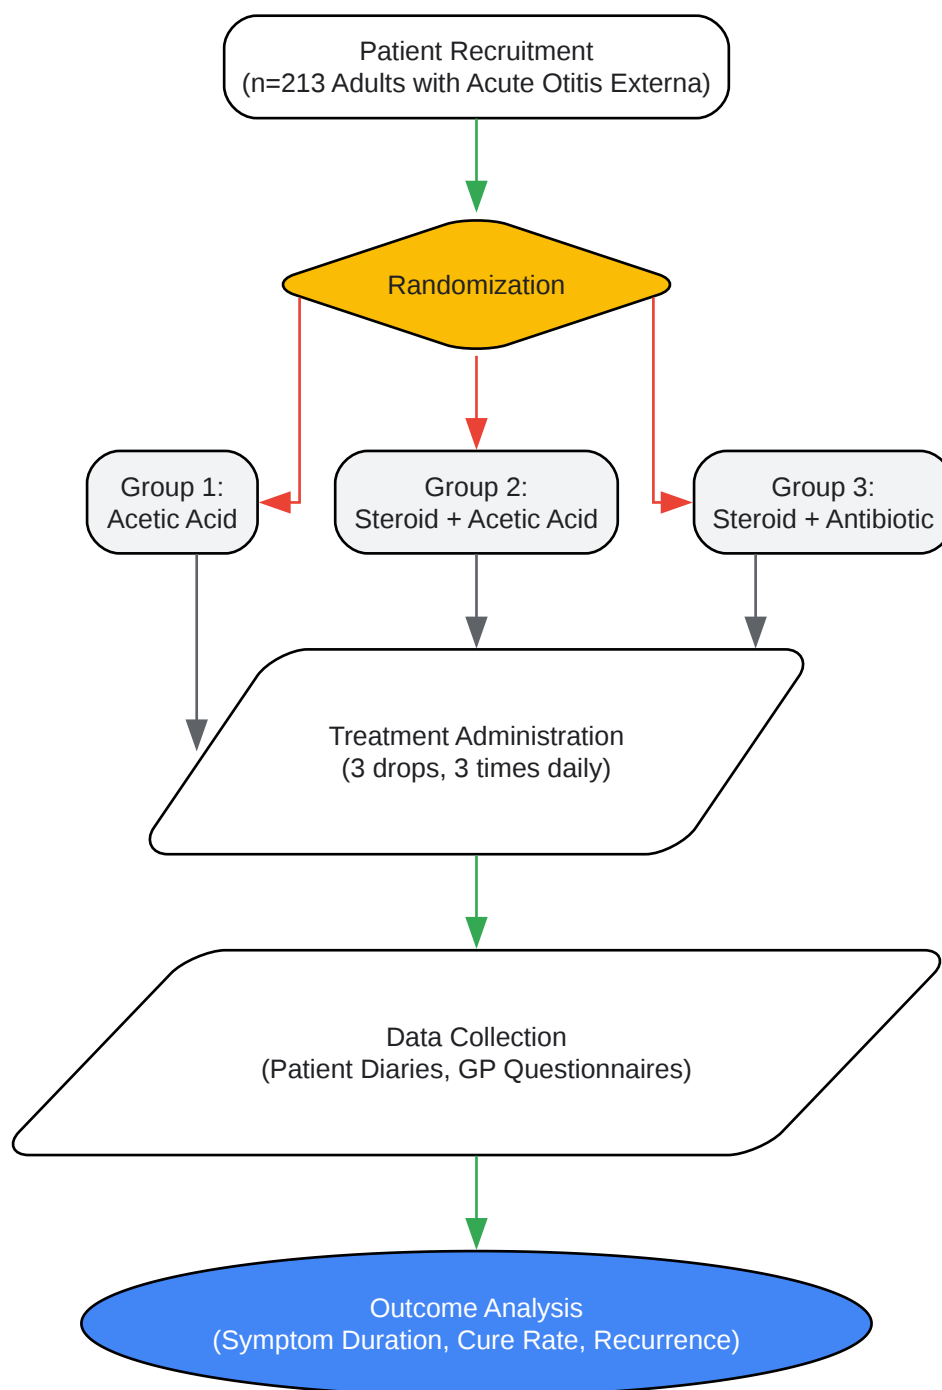 Patient Recruitment
(n=213 Adults with Acute Otitis Externa)
Randomization
Group 1:
Acetic Acid
Group 2:
Steroid + Acetic Acid
Group 3:
Steroid + Antibiotic
Treatment Administration
(3 drops, 3 times daily)
Data Collection
(Patient Diaries, GP Questionnaires)
Outcome Analysis
(Symptom Duration, Cure Rate, Recurrence)